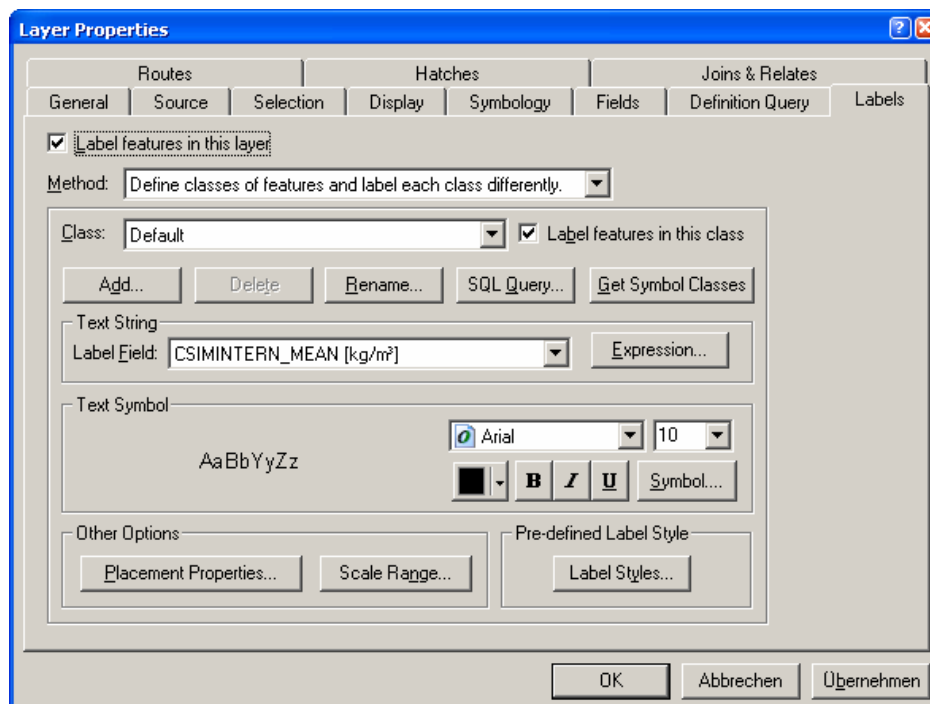 Layer Properties
Routes Hatches Joins & Relates
General Source Selection Display Symbology Fields Definition Query Labels
Label features in this layer
Method: Define classes of features and label each class differently.
Class: Default Label features in this class
Add... Delete Rename... SQL Query... Get Symbol Classes
Text String
Label Field: CSIMINTERN_MEAN [kg/m³] Expression...
Text Symbol
AaBbYyZz
Arial 10
B I U Symbol....
Other Options Pre-defined Label Style
Placement Properties... Scale Range... Label Styles...
OK Abbrechen Übernehmen